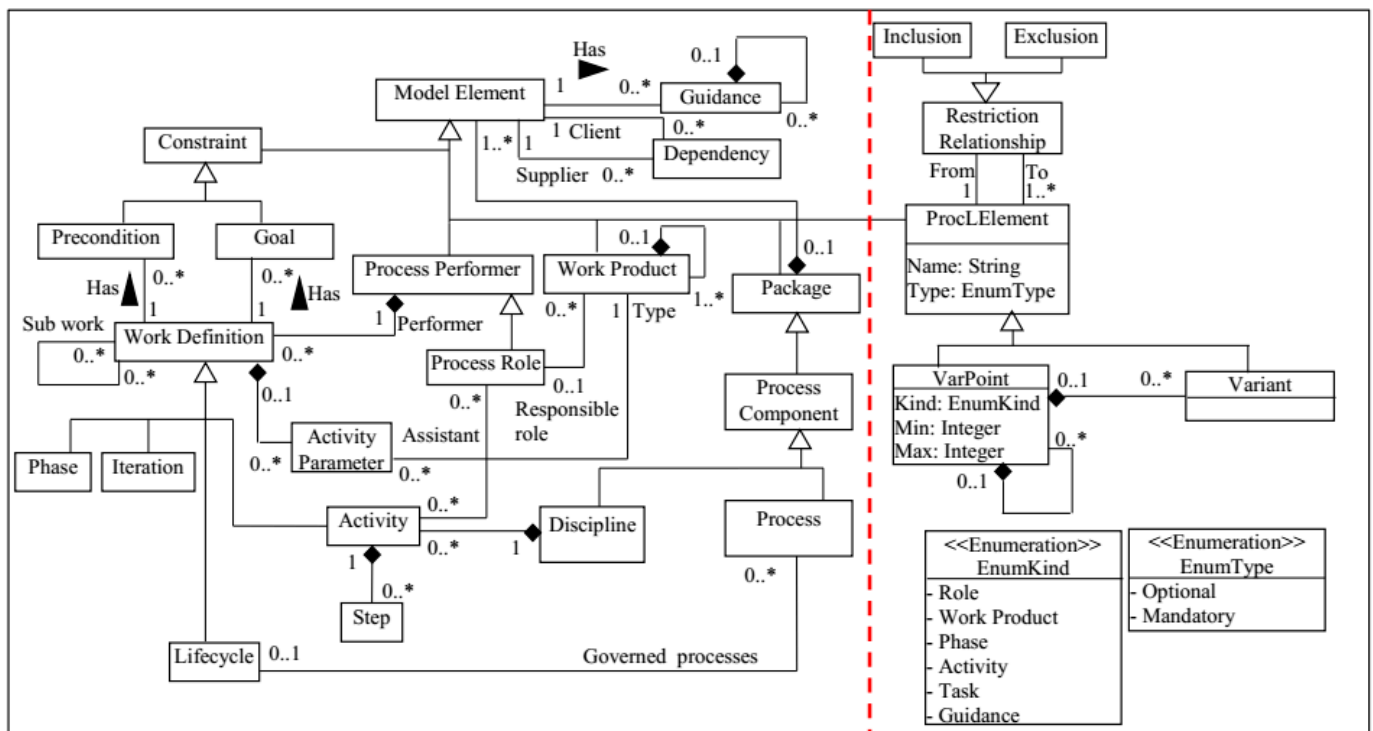 Inclusion
Exclusion
Has
0..1
Model Element
1
0..*
Guidance
0..*
Restriction
Relationship
Constraint
1..*
1
1
Client
0..*
Dependency
Supplier
0..*
From
1
To
1..*
Precondition
Goal
ProcLElement
Name: String
Type: EnumType
Has
0..*
0..*
Has
1
1
Process Performer
0..1
Work Product
1..*
0..1
Package
Sub work
0..*
0..*
Work Definition
0..*
1
Performer
0..*
1
Type
Process Role
0..1
Responsible
role
0..*
Process
Component
VarPoint
Kind: EnumKind
Min: Integer
Max: Integer
0..1
0..*
Variant
0..*
0..1
0..1
Phase
Iteration
Activity
Parameter
0..*
Assistant
0..*
0..*
Activity
0..*
1
1
Discipline
Process
0..*
0..*
Step
<<Enumeration>>
EnumKind
- Role
- Work Product
- Phase
- Activity
- Task
- Guidance
<<Enumeration>>
EnumType
- Optional
- Mandatory
Lifecycle
0..1
Governed processes